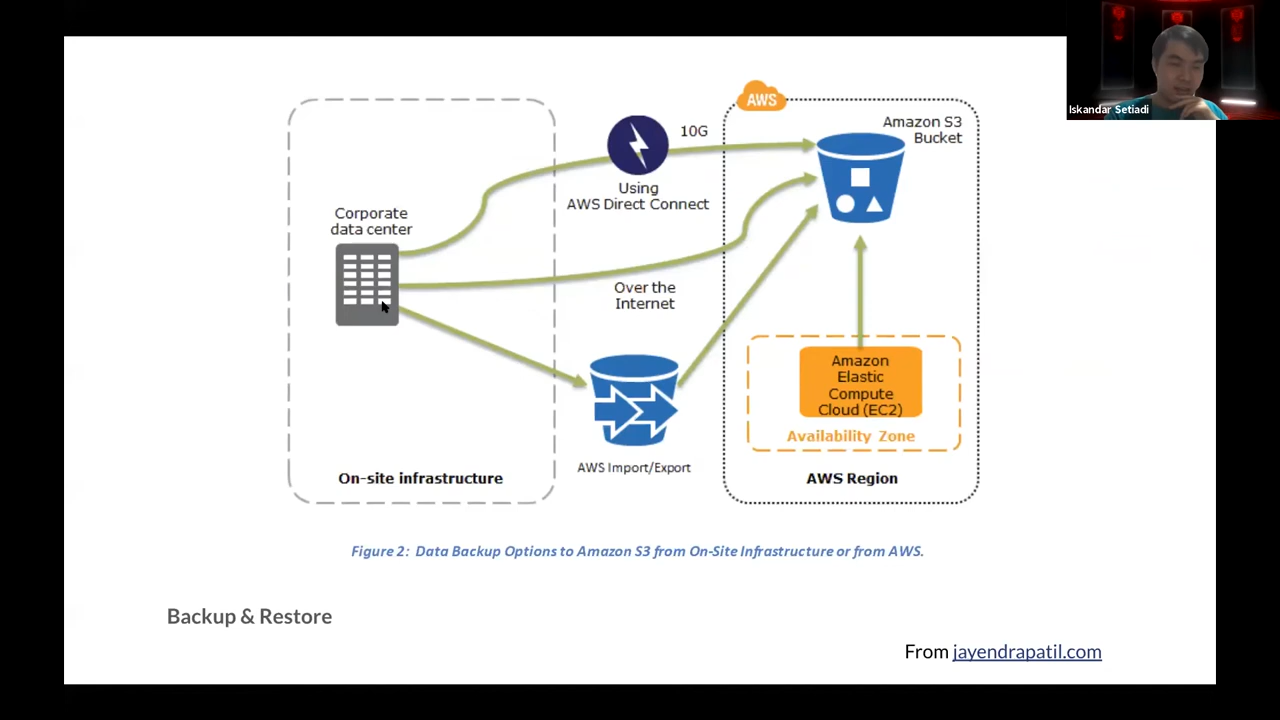 Iskandar Setiadi
AWS
Amazon S3
Bucket
10G
Using
AWS Direct Connect
Corporate
data center
Over the
Internet
Amazon
Elastic
Compute
Cloud (EC2)
Availability Zone
AWS Import/Export
On-site infrastructure
AWS Region
Figure 2: Data Backup Options to Amazon S3 from On-Site Infrastructure or from AWS.
Backup & Restore
From jayendrapatil.com